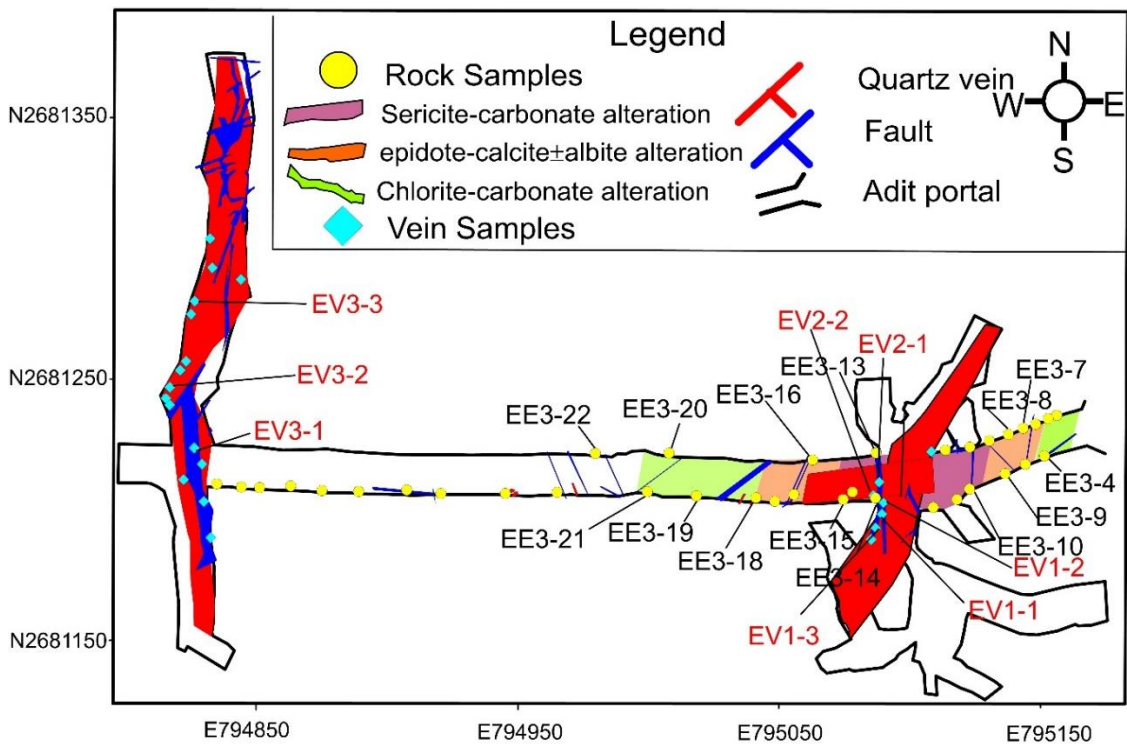 Legend
Rock Samples
Sericite-carbonate alteration
epidote-calcite±albite alteration
Chlorite-carbonate alteration
Vein Samples
Quartz vein
Fault
Adit portal
N
W E
S
N2681350
N2681250
N2681150
EV3-3
EV3-2
EV3-1
EV2-2
EV2-1
EE3-13
EE3-7
EE3-16
EE3-8
EE3-22
EE3-20
EE3-4
EE3-21
EE3-19
EE3-18
EE3-15
EE3-9
EE3-10
EE3-14
EV1-2
EV1-1
EV1-3
E794850
E794950
E795050
E795150